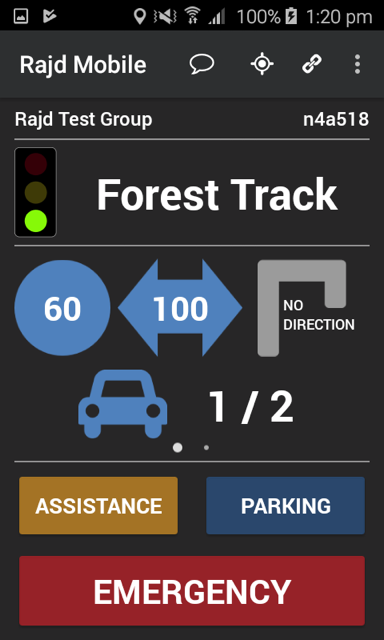 100% 1:20 pm
Rajd Mobile
Rajd Test Group n4a518
Forest Track
60 100 NO
DIRECTION
1 / 2
ASSISTANCE PARKING
EMERGENCY